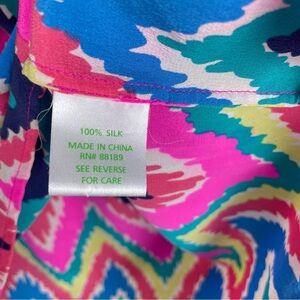 100% SILK
MADE IN CHINA
RN# 88189
SEE REVERSE
FOR CARE